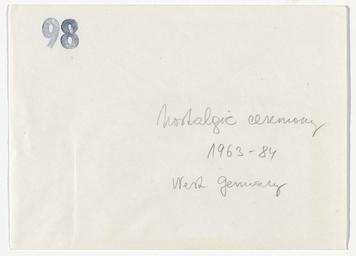 98
Nostalgic ceremony
1963-84
West Germany